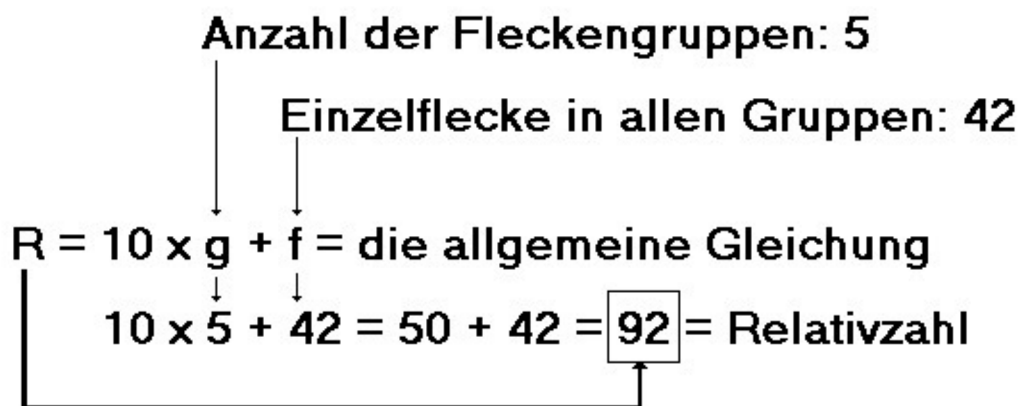 Anzahl der Fleckengruppen: 5
Einzelflecke in allen Gruppen: 42
R = 10 x g + f = die allgemeine Gleichung
10 x 5 + 42 = 50 + 42 = 92 = Relativzahl